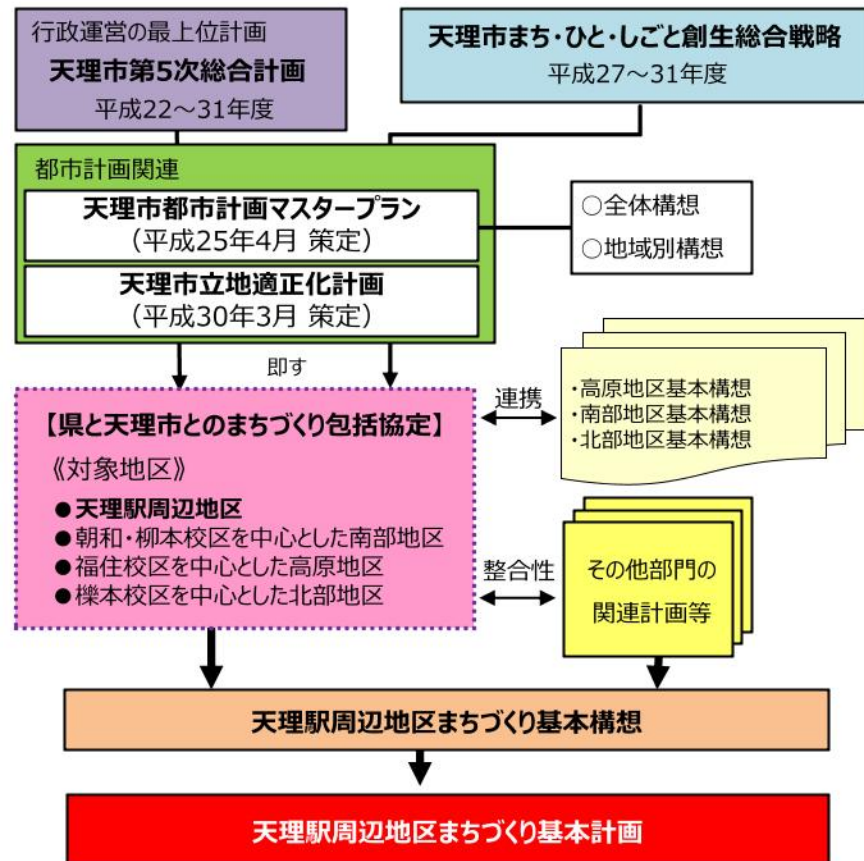 行政運営の最上位計画
天理市第5次総合計画
平成22～31年度
天理市まち・ひと・しごと創生総合戦略
平成27～31年度
都市計画関連
天理市都市計画マスタープラン
（平成25年4月 策定）
天理市立地適正化計画
（平成30年3月 策定）
○全体構想
○地域別構想
即す
【県と天理市とのまちづくり包括協定】
《対象地区》
●天理駅周辺地区
●朝和・柳本校区を中心とした南部地区
●福住校区を中心とした高原地区
●櫟本校区を中心とした北部地区
連携
・高原地区基本構想
・南部地区基本構想
・北部地区基本構想
整合性
その他部門の
関連計画等
天理駅周辺地区まちづくり基本構想
天理駅周辺地区まちづくり基本計画